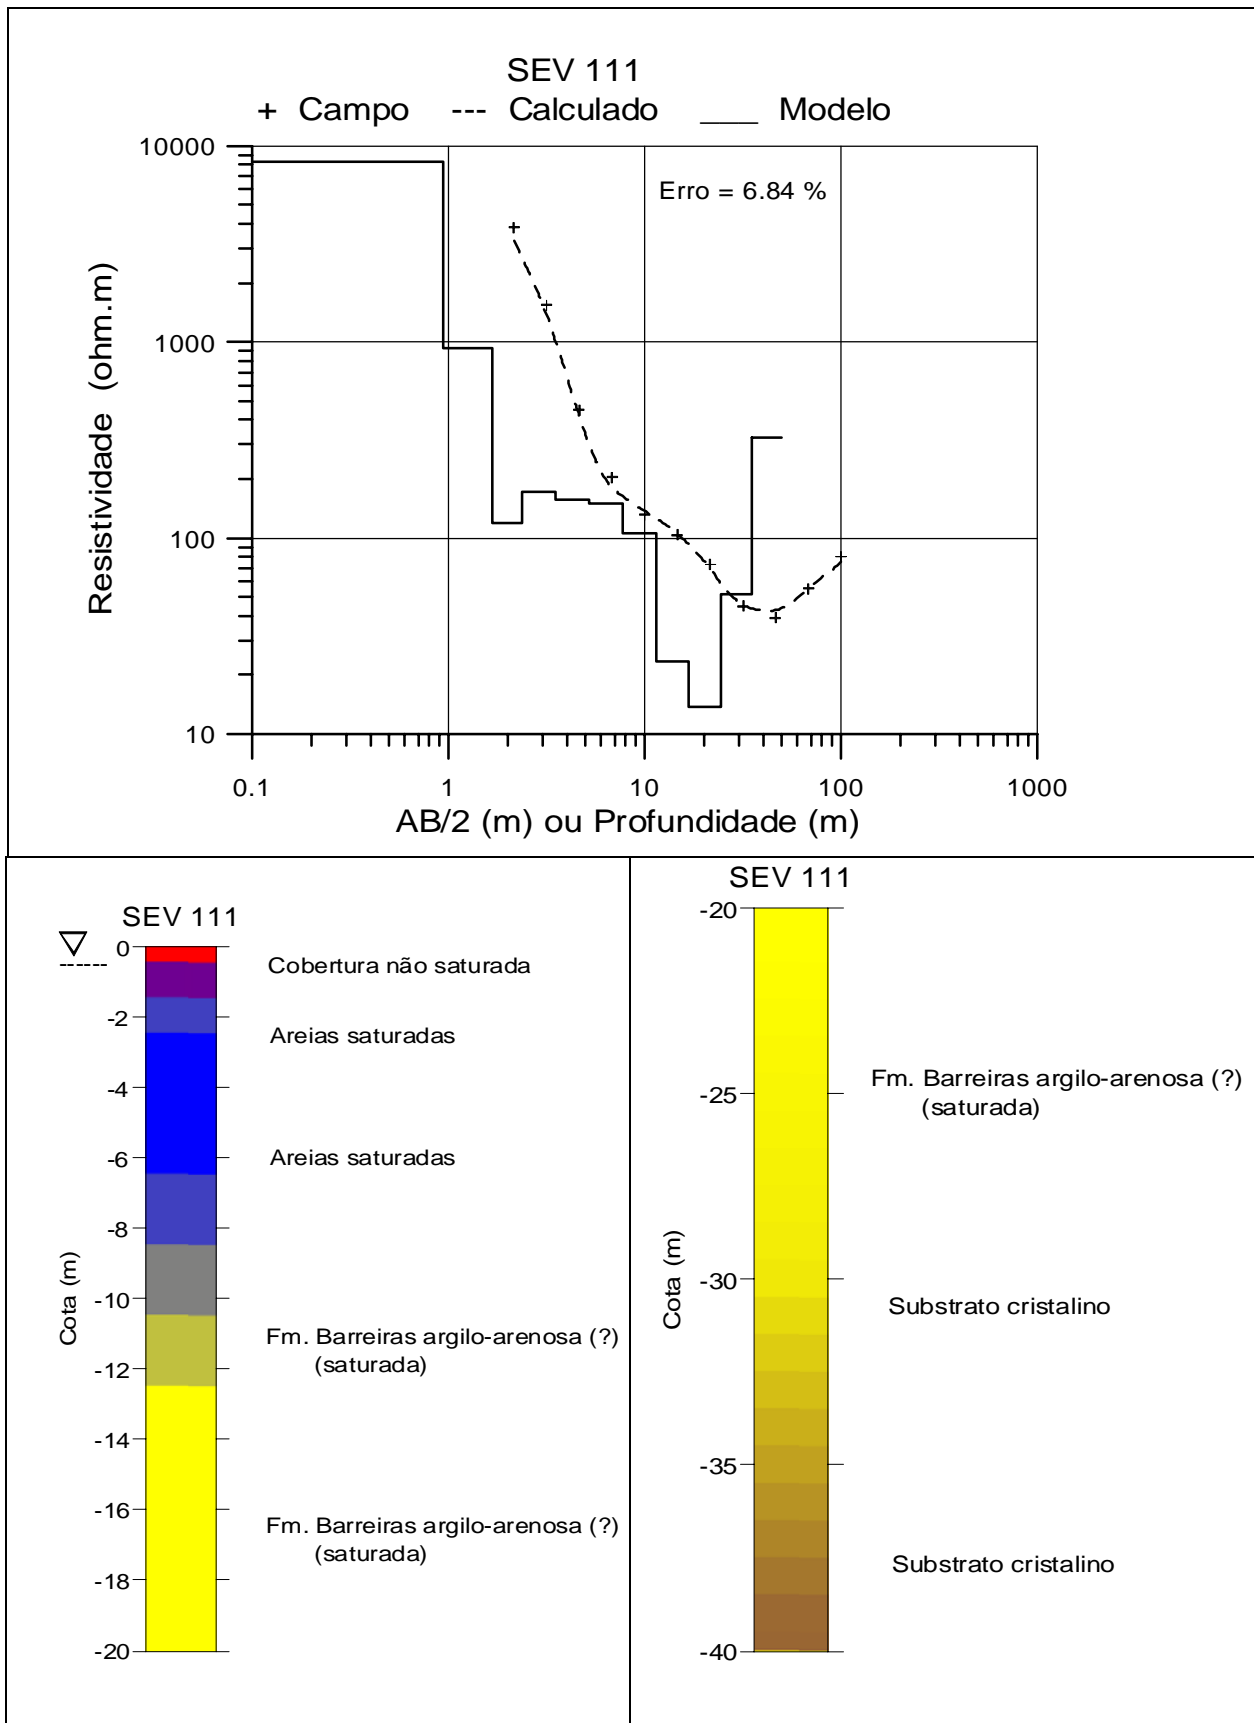 SEV 111
+ Campo --- Calculado ___ Modelo
10000
Erro = 6.84 %
1000
100
10
Resistividade (ohm.m)
0.1 1 10 100 1000
AB/2 (m) ou Profundidade (m)
SEV 111
0
Cobertura não saturada
-2
Areias saturadas
-4
-6
Areias saturadas
-8
Cota (m)
-10
Fm. Barreiras argilo-arenosa (?)
(saturada)
-12
-14
-16
Fm. Barreiras argilo-arenosa (?)
(saturada)
-18
-20
SEV 111
-20
Fm. Barreiras argilo-arenosa (?)
(saturada)
-25
Cota (m)
-30
Substrato cristalino
-35
Substrato cristalino
-40